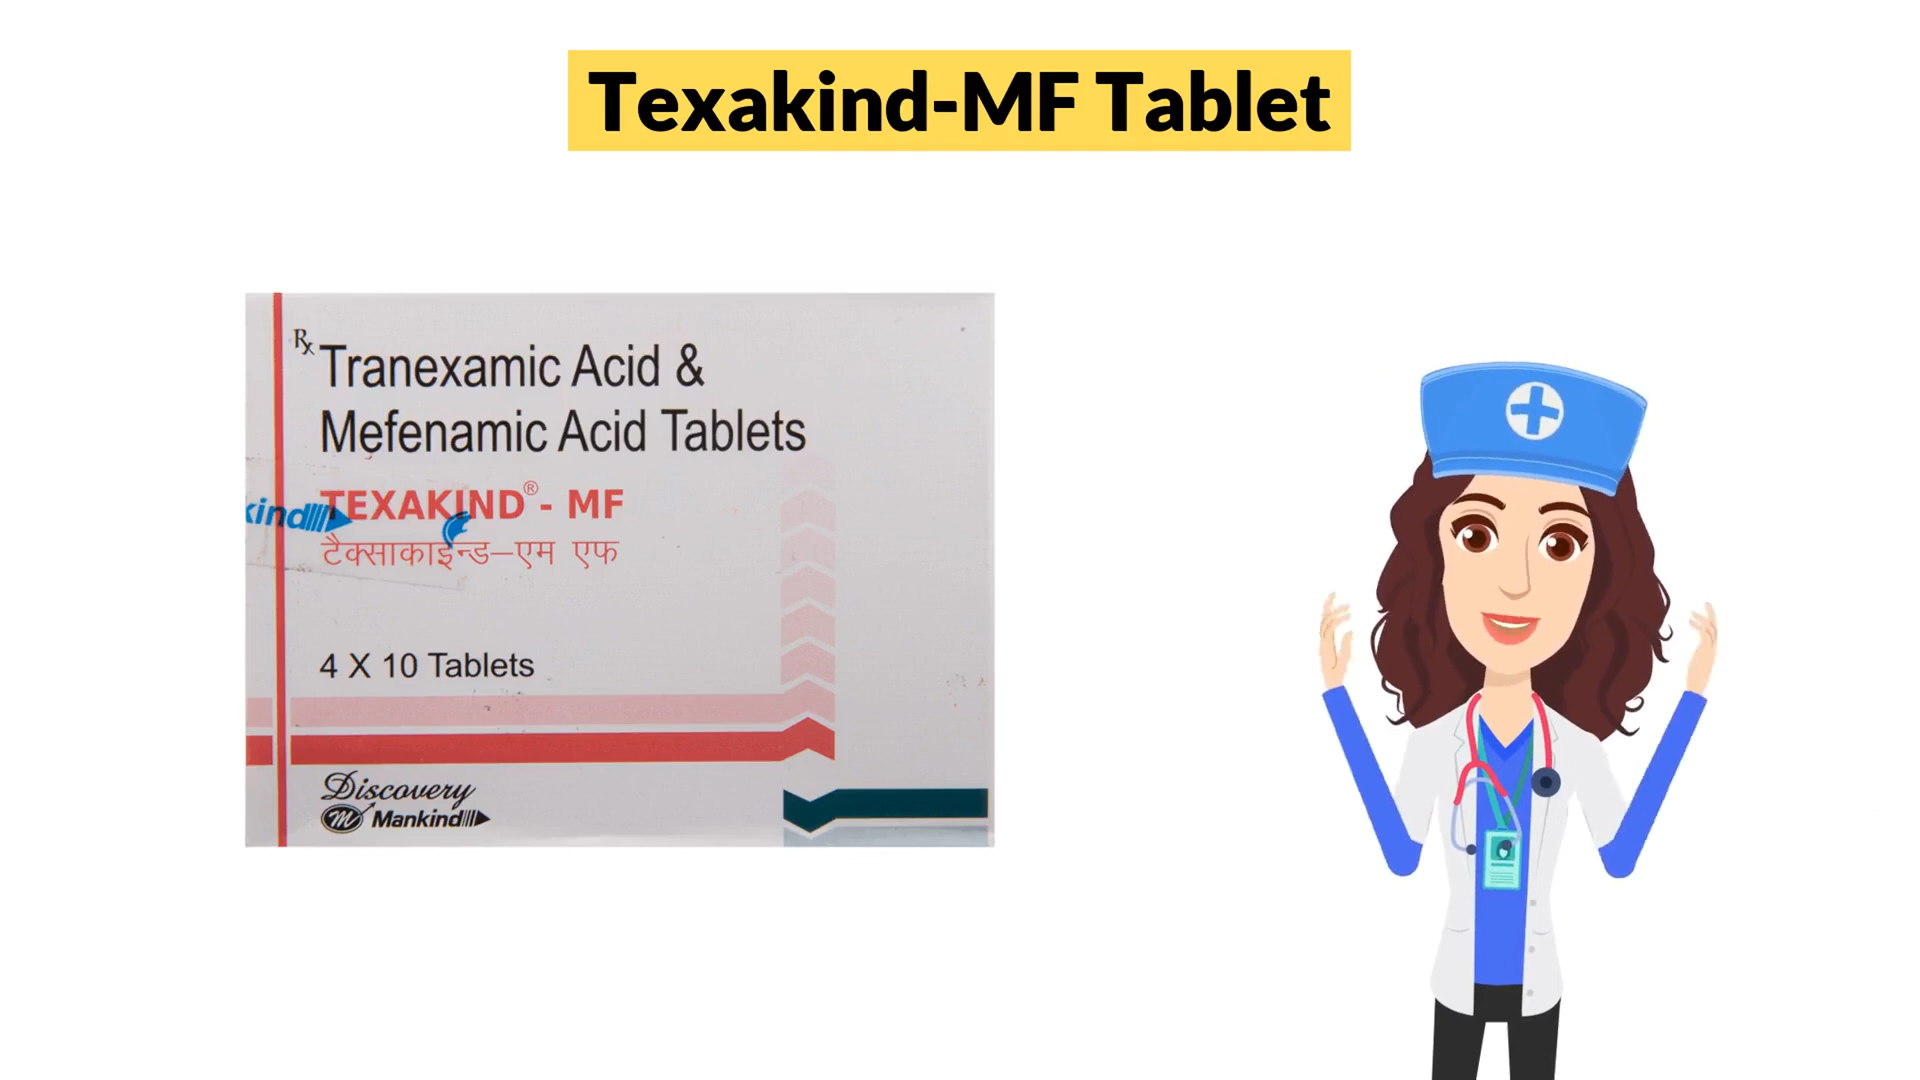 Texakind-MF Tablet
Rx Tranexamic Acid &
Mefenamic Acid Tablets
kind TEXAKIND® - MF
टैक्साकाइन्ड–एम एफ
4 X 10 Tablets
Discovery
M Mankind